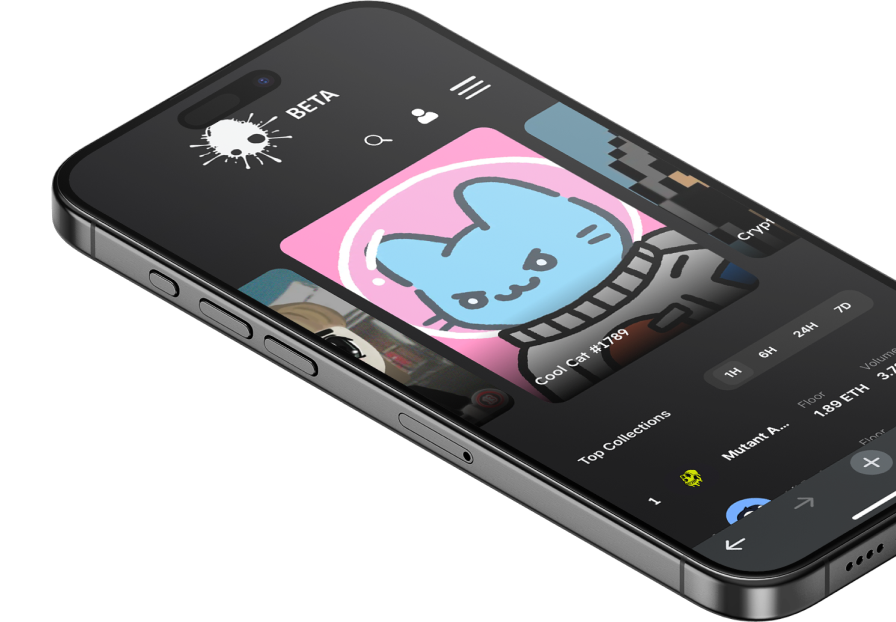 BETA
Cool Cat #1789
Crypt
1H 6H 24H 7D
Top Collections
Floor Volume
1 Mutant A... 1.89 ETH 3.7
Floor